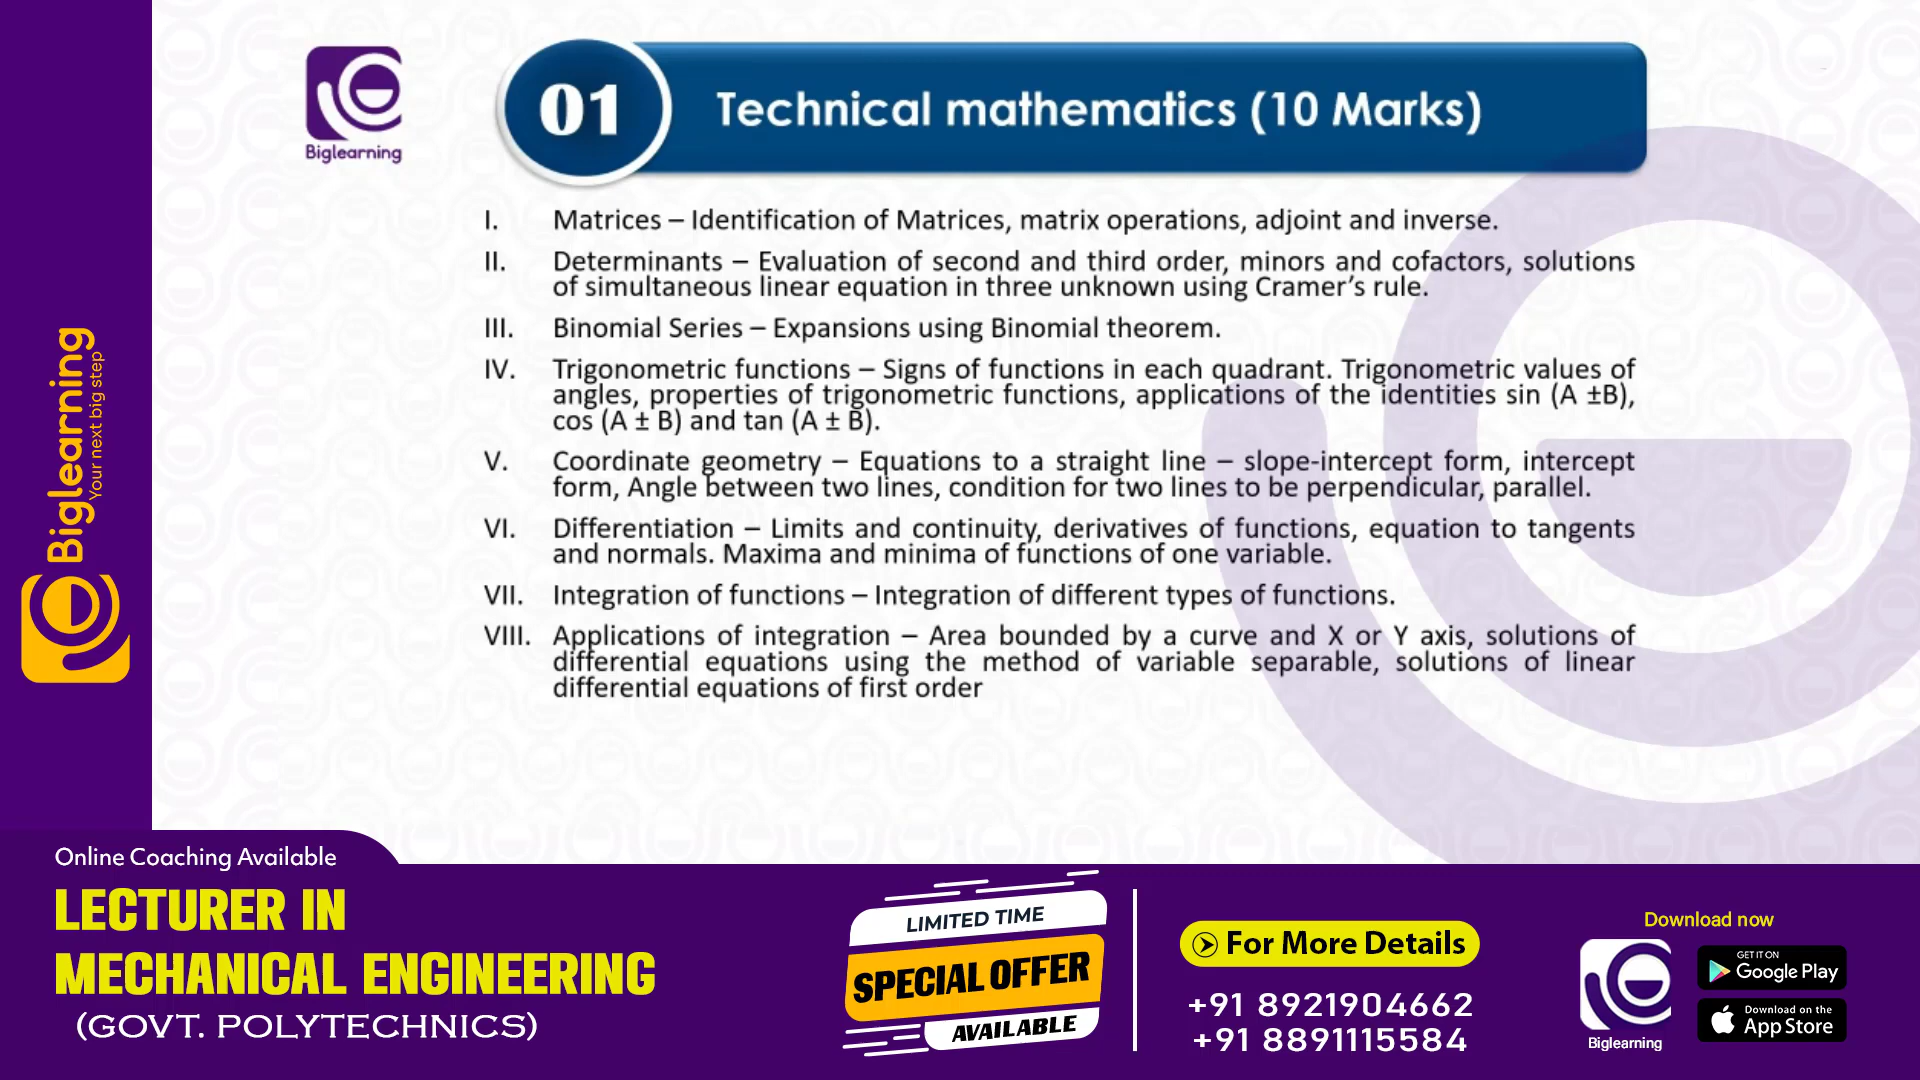 Biglearning
01
Technical mathematics (10 Marks)
I. Matrices – Identification of Matrices, matrix operations, adjoint and inverse.
II. Determinants – Evaluation of second and third order, minors and cofactors, solutions
of simultaneous linear equation in three unknown using Cramer's rule.
III. Binomial Series – Expansions using Binomial theorem.
IV. Trigonometric functions – Signs of functions in each quadrant. Trigonometric values of
angles, properties of trigonometric functions, applications of the identities sin (A ±B),
cos (A ± B) and tan (A ± B).
V. Coordinate geometry – Equations to a straight line – slope-intercept form, intercept
form, Angle between two lines, condition for two lines to be perpendicular, parallel.
VI. Differentiation – Limits and continuity, derivatives of functions, equation to tangents
and normals. Maxima and minima of functions of one variable.
VII. Integration of functions – Integration of different types of functions.
VIII. Applications of integration – Area bounded by a curve and X or Y axis, solutions of
differential equations using the method of variable separable, solutions of linear
differential equations of first order
Biglearning
Your next big step
Online Coaching Available
LECTURER IN
MECHANICAL ENGINEERING
(GOVT. POLYTECHNICS)
LIMITED TIME
SPECIAL OFFER
AVAILABLE
For More Details
+91 8921904662
+91 8891115584
Download now
Biglearning
GET IT ON
Google Play
Download on the
App Store